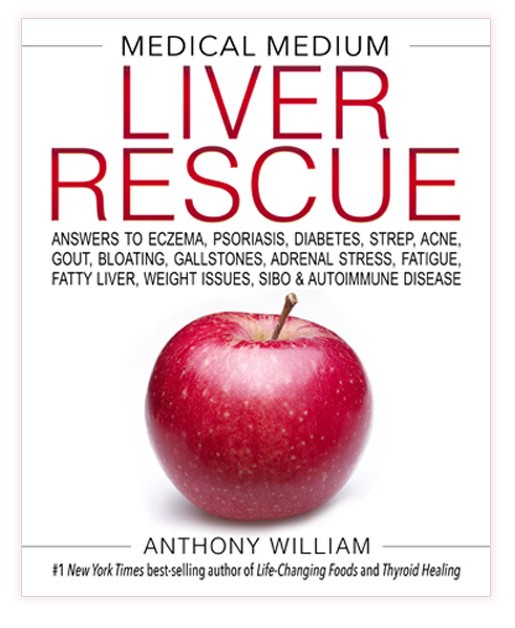 MEDICAL MEDIUM
LIVER
RESCUE
ANSWERS TO ECZEMA, PSORIASIS, DIABETES, STREP, ACNE,
GOUT, BLOATING, GALLSTONES, ADRENAL STRESS, FATIGUE,
FATTY LIVER, WEIGHT ISSUES, SIBO & AUTOIMMUNE DISEASE
ANTHONY WILLIAM
#1 New York Times best-selling author of Life-Changing Foods and Thyroid Healing